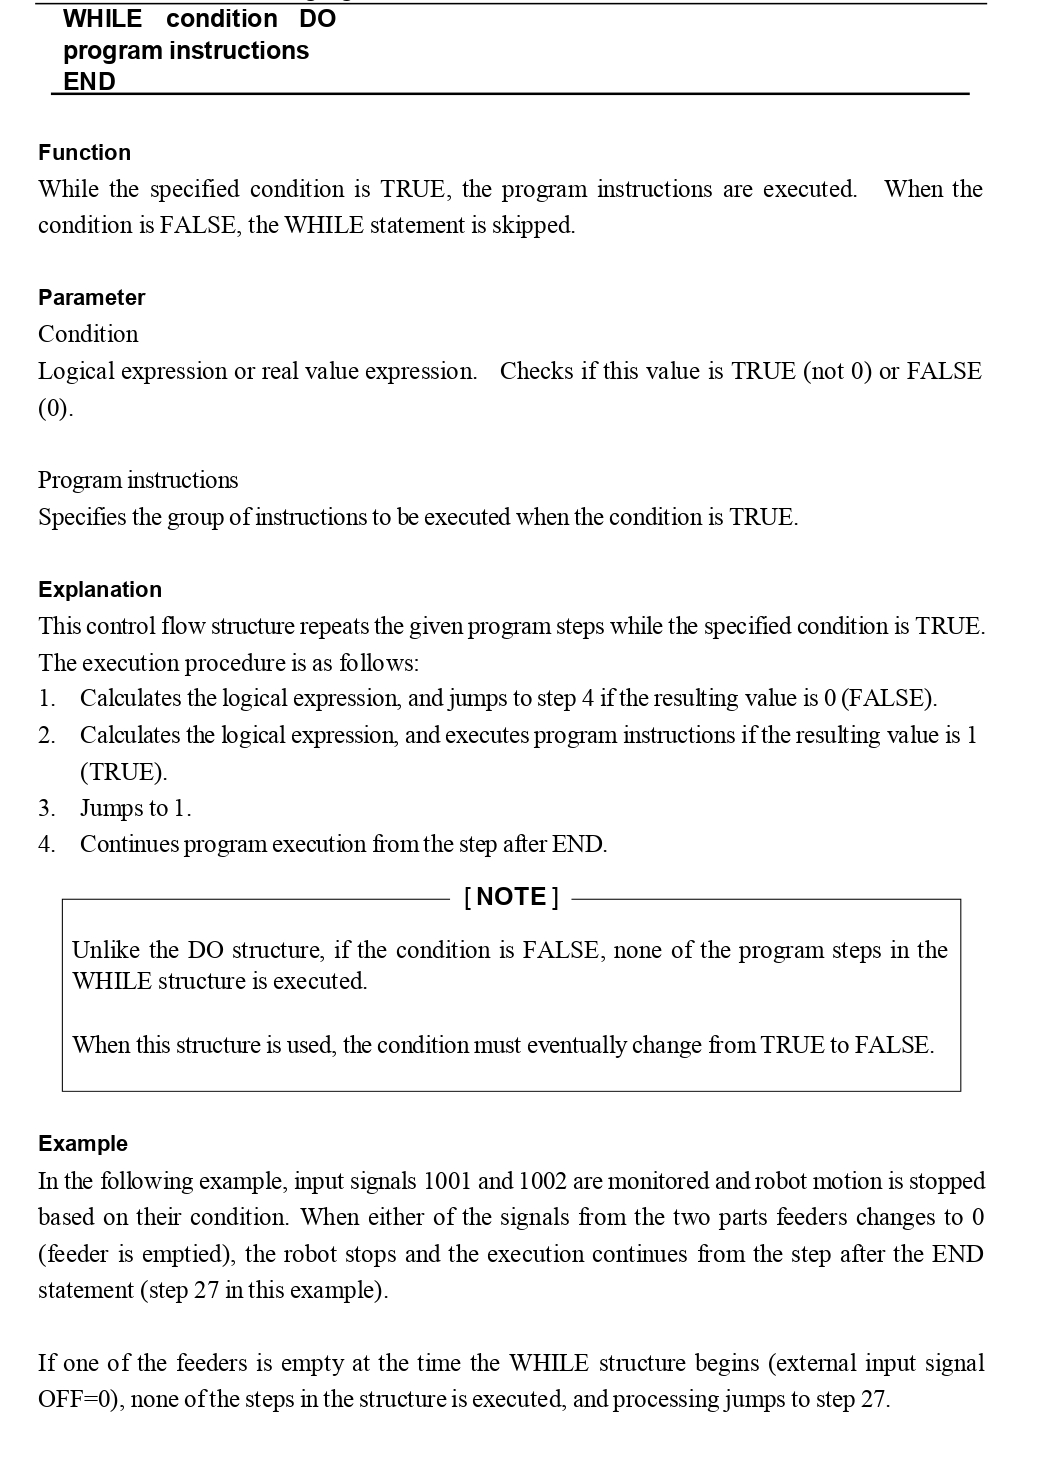 WHILE condition DO
program instructions
END
Function
While the specified condition is TRUE, the program instructions are executed. When the
condition is FALSE, the WHILE statement is skipped.
Parameter
Condition
Logical expression or real value expression. Checks if this value is TRUE (not 0) or FALSE
(0).
Program instructions
Specifies the group of instructions to be executed when the condition is TRUE.
Explanation
This control flow structure repeats the given program steps while the specified condition is TRUE.
The execution procedure is as follows:
1. Calculates the logical expression, and jumps to step 4 if the resulting value is 0 (FALSE).
2. Calculates the logical expression, and executes program instructions if the resulting value is 1
(TRUE).
3. Jumps to 1.
4. Continues program execution from the step after END.
[ NOTE ]
Unlike the DO structure, if the condition is FALSE, none of the program steps in the
WHILE structure is executed.
When this structure is used, the condition must eventually change from TRUE to FALSE.
Example
In the following example, input signals 1001 and 1002 are monitored and robot motion is stopped
based on their condition. When either of the signals from the two parts feeders changes to 0
(feeder is emptied), the robot stops and the execution continues from the step after the END
statement (step 27 in this example).
If one of the feeders is empty at the time the WHILE structure begins (external input signal
OFF=0), none of the steps in the structure is executed, and processing jumps to step 27.